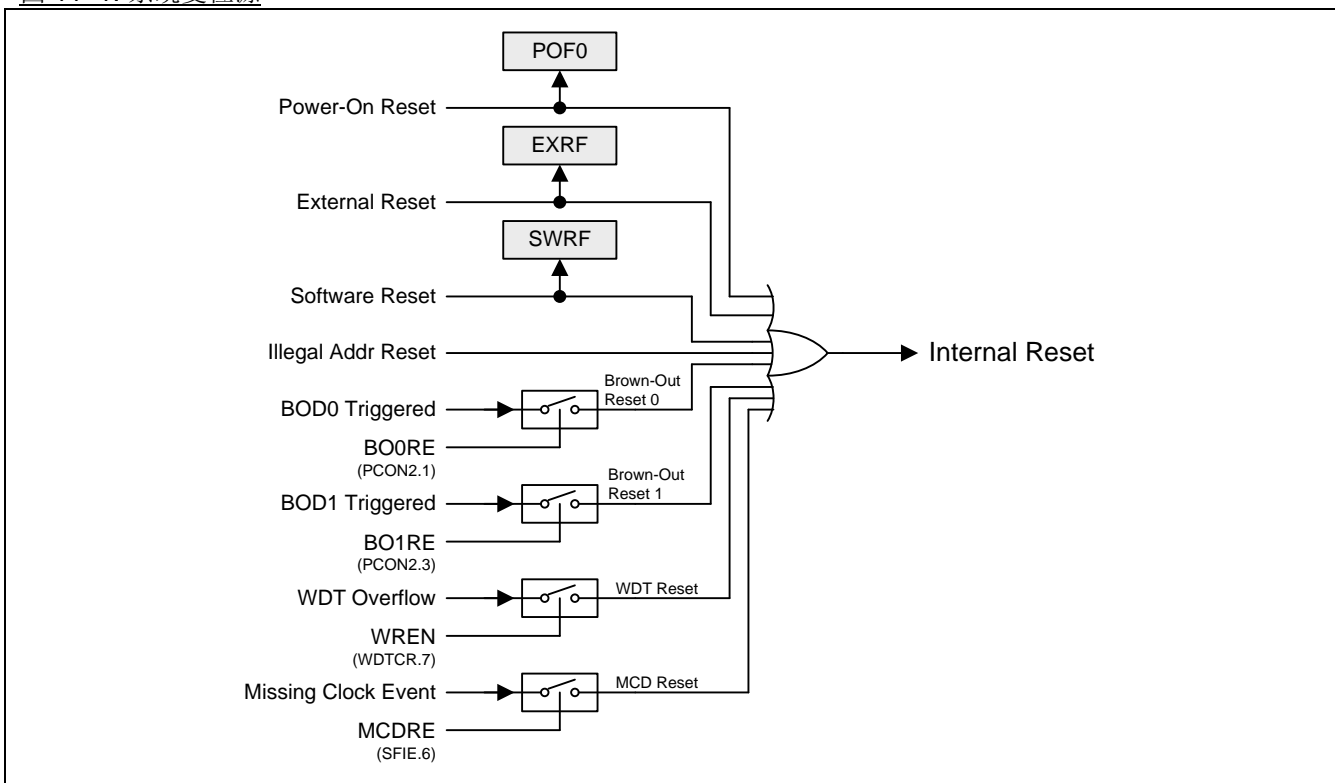 POF0
Power-On Reset
EXRF
External Reset
SWRF
Software Reset
Illegal Addr Reset
Internal Reset
BOD0 Triggered
Brown-Out
Reset 0
BO0RE
(PCON2.1)
BOD1 Triggered
Brown-Out
Reset 1
BO1RE
(PCON2.3)
WDT Overflow
WDT Reset
WREN
(WDTCR.7)
Missing Clock Event
MCD Reset
MCDRE
(SFIE.6)